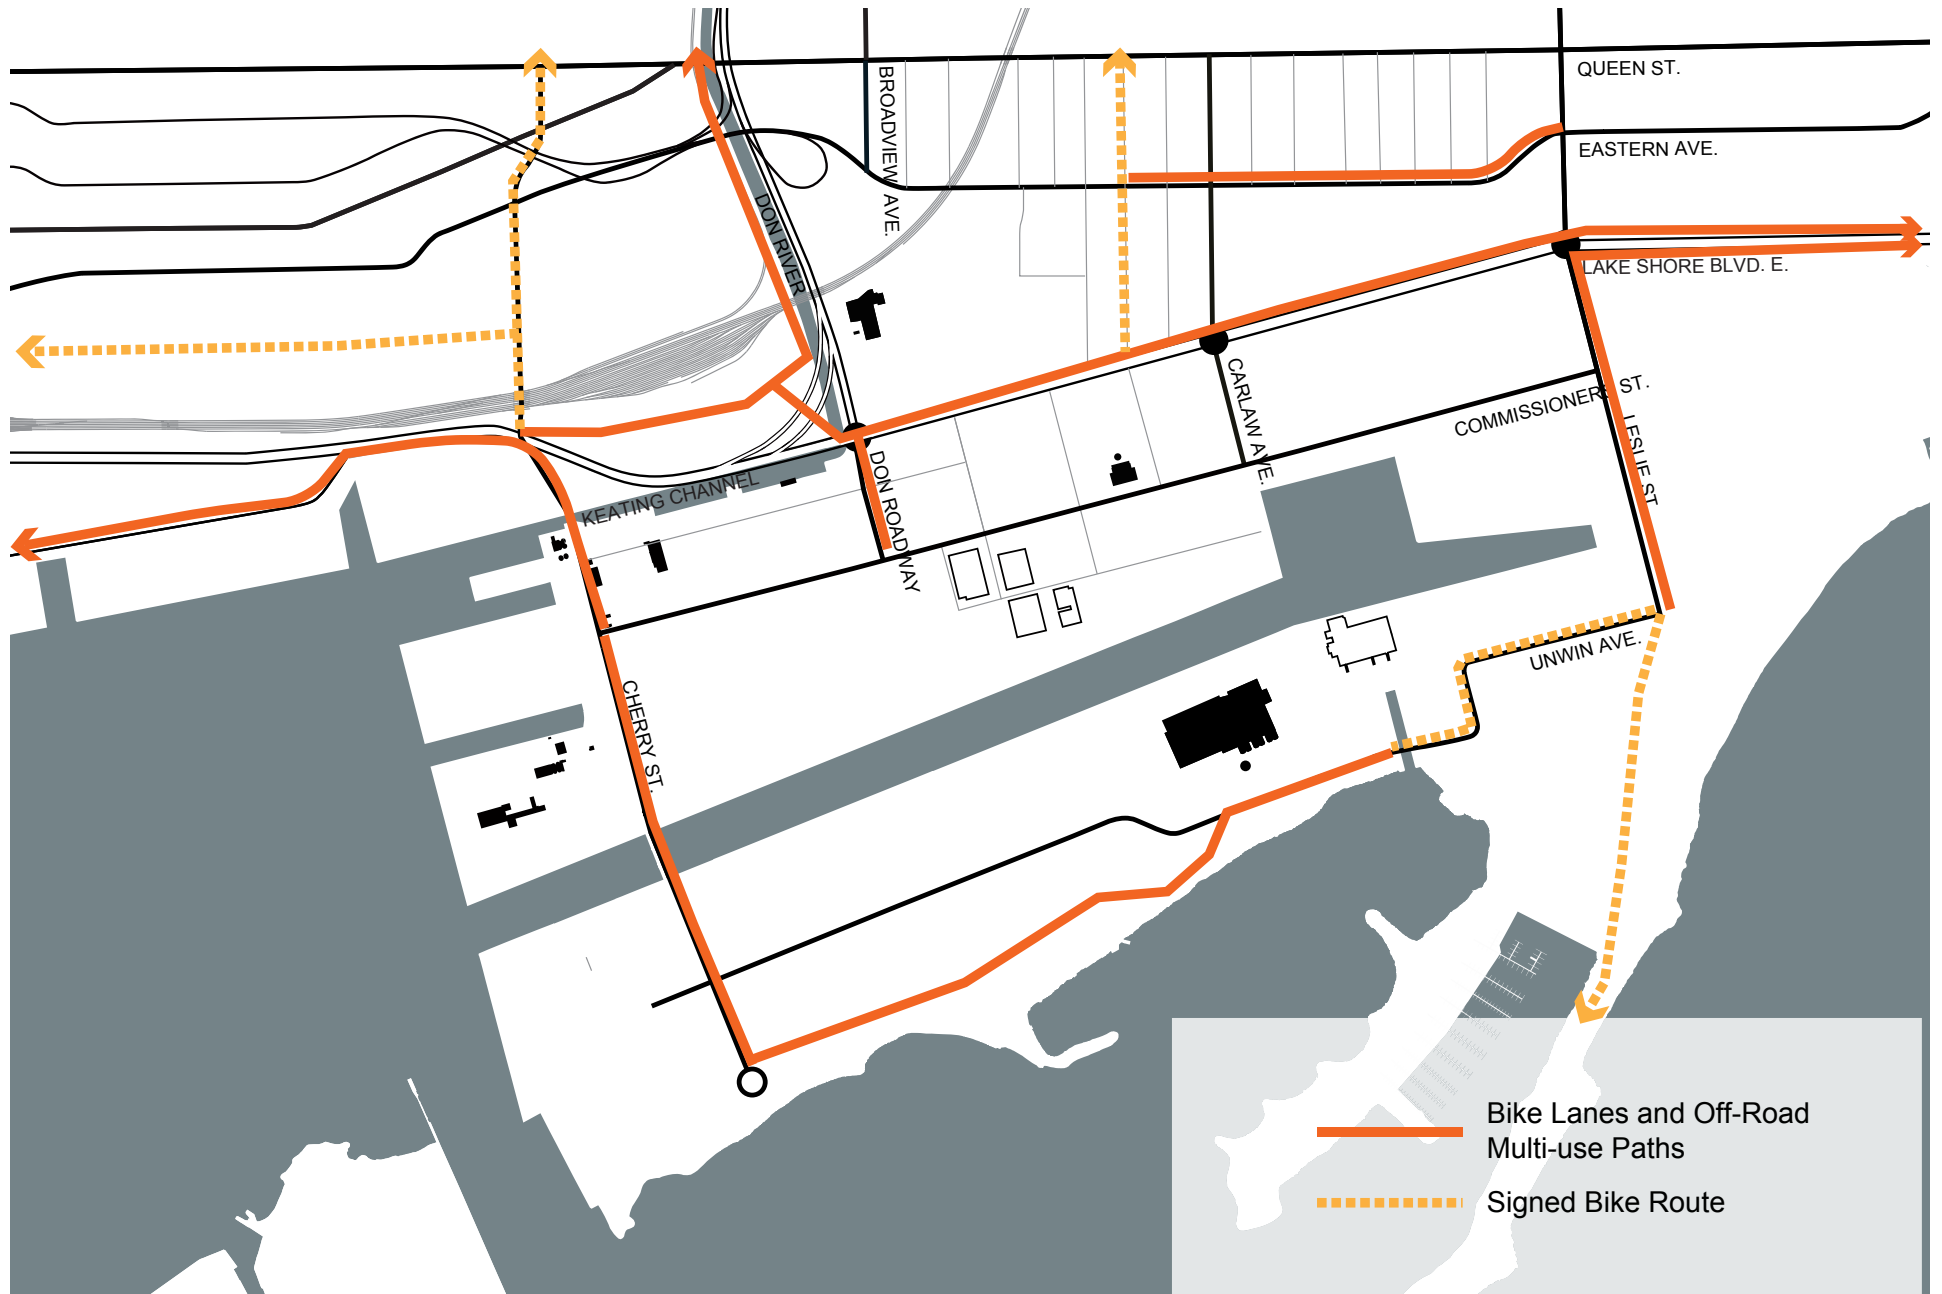 QUEEN ST.
BROADVIEW AVE.
EASTERN AVE.
DON RIVER
LAKE SHORE BLVD. E.
CARLAW AVE.
COMMISSIONERS ST.
LESLIE ST
DON ROADWAY
KEATING CHANNEL
UNWIN AVE.
CHERRY ST.
Bike Lanes and Off-Road
Multi-use Paths
Signed Bike Route